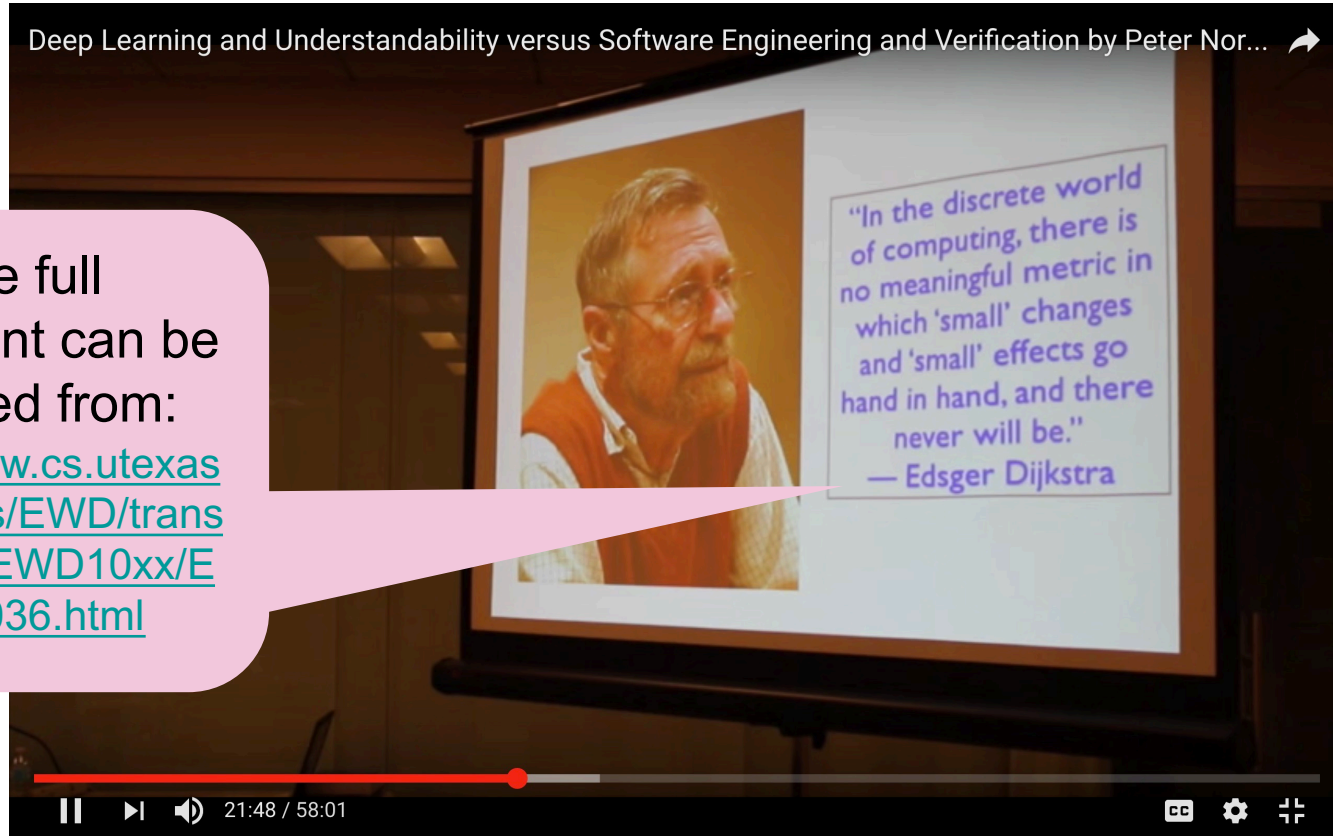 Deep Learning and Understandability versus Software Engineering and Verification by Peter Nor...
e full
nt can be
ed from:
w.cs.utexas
s/EWD/trans
EWD10xx/E
036.html
“In the discrete world
of computing, there is
no meaningful metric in
which ‘small’ changes
and ‘small’ effects go
hand in hand, and there
never will be.”
— Edsger Dijkstra
21:48 / 58:01
CC